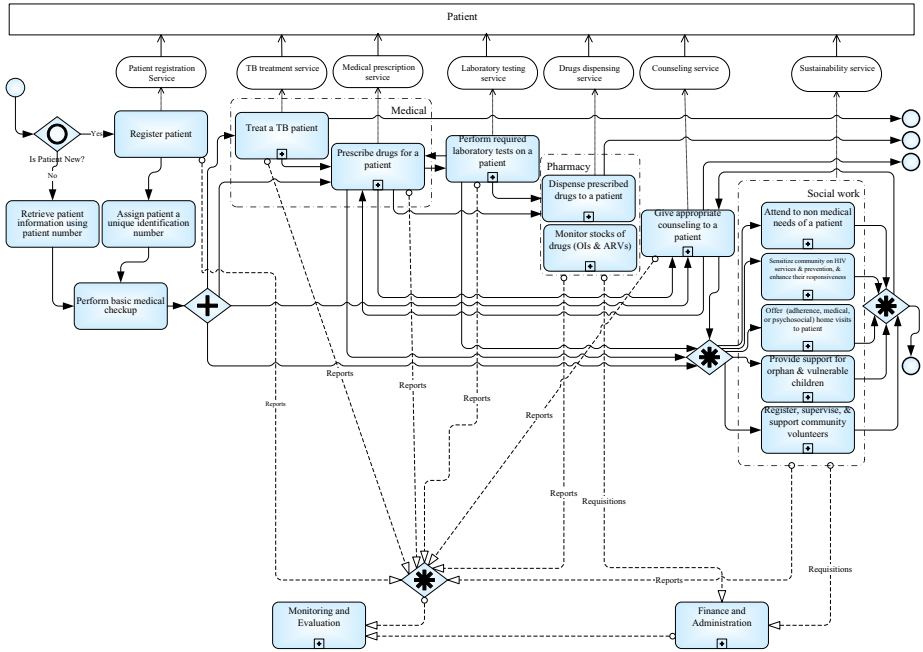 Patient
Patient registration
Service
TB treatment service
Medical prescription
service
Laboratory testing
service
Drugs dispensing
service
Counseling service
Sustainability service
Medical
Register patient
Yes
Is Patient New?
No
Treat a TB patient
Prescribe drugs for a
patient
Perform required
laboratory tests on a
patient
Pharmacy
Dispense prescribed
drugs to a patient
Monitor stocks of
drugs (OIs & ARVs)
Give appropriate
counseling to a
patient
Social work
Attend to non medical
needs of a patient
Sensitize community on HIV
services & prevention, &
enhance their responsiveness
Offer (adherence, medical,
or psychosocial) home visits
to patient
Provide support for
orphan & vulnerable
children
Register, supervise, &
support community
volunteers
Retrieve patient
information using
patient number
Assign patient a
unique identification
number
Perform basic medical
checkup
Reports
Reports
Reports
Reports
Reports
Reports
Requisitions
Reports
Requisitions
Monitoring and
Evaluation
Finance and
Administration